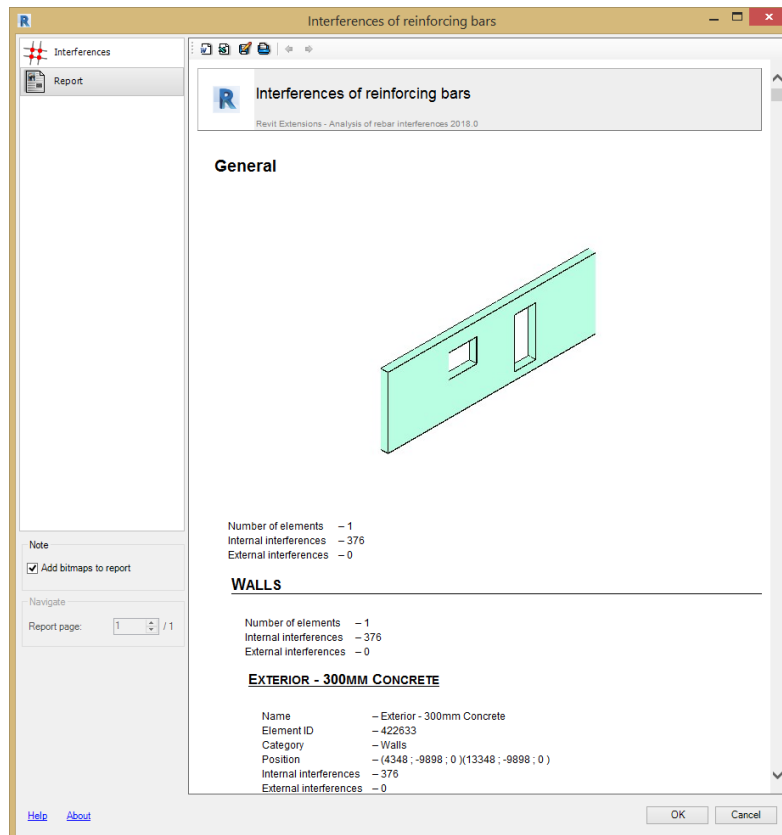 Interferences of reinforcing bars
Interferences
Report
Interferences of reinforcing bars
Revit Extensions - Analysis of rebar interferences 2018.0
General
Number of elements – 1
Internal interferences – 376
External interferences – 0
WALLS
Number of elements – 1
Internal interferences – 376
External interferences – 0
EXTERIOR - 300MM CONCRETE
Name – Exterior - 300mm Concrete
Element ID – 422633
Category – Walls
Position – (4348 ; -9898 ; 0 )(13348 ; -9898 ; 0 )
Internal interferences – 376
External interferences – 0
Note
Add bitmaps to report
Navigate
Report page: 1 / 1
Help About
OK Cancel